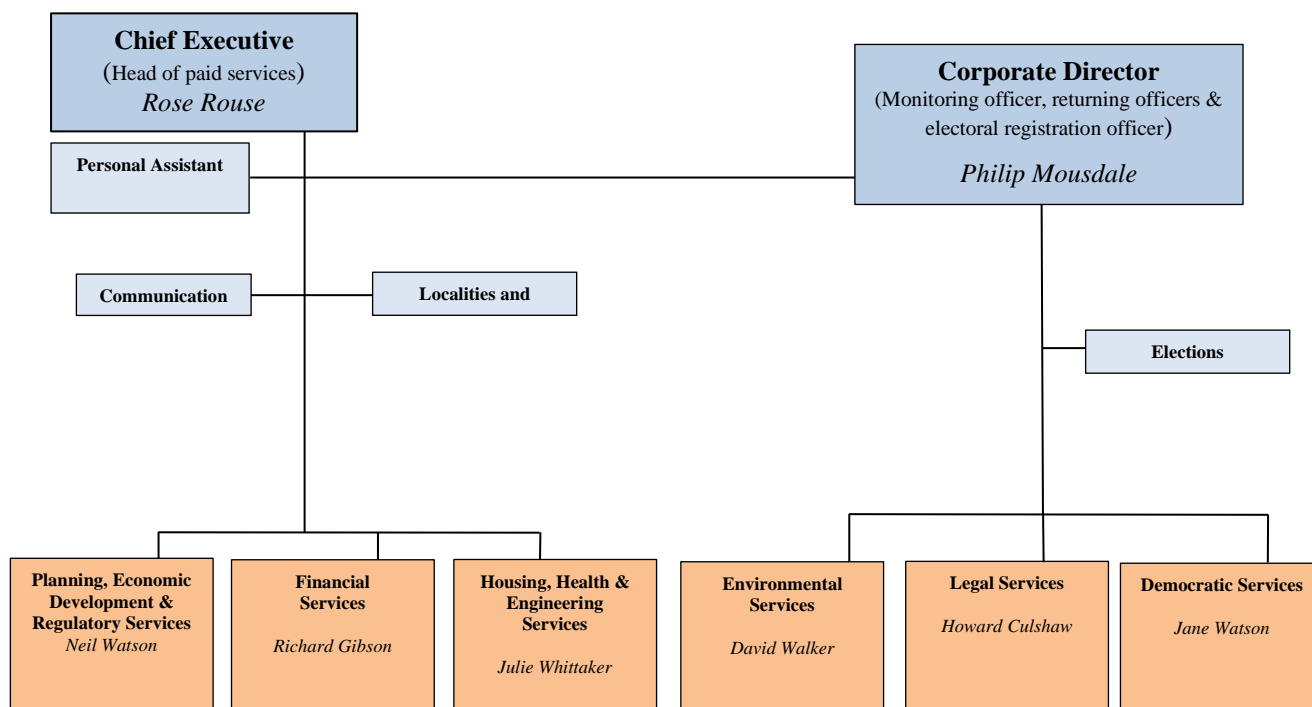 Chief Executive
(Head of paid services)
Rose Rouse
Corporate Director
(Monitoring officer, returning officers &
electoral registration officer)
Philip Mousdale
Personal Assistant
Communication
Localities and
Elections
Planning, Economic
Development &
Regulatory Services
Neil Watson
Financial
Services
Richard Gibson
Housing, Health &
Engineering
Services
Julie Whittaker
Environmental
Services
David Walker
Legal Services
Howard Culshaw
Democratic Services
Jane Watson